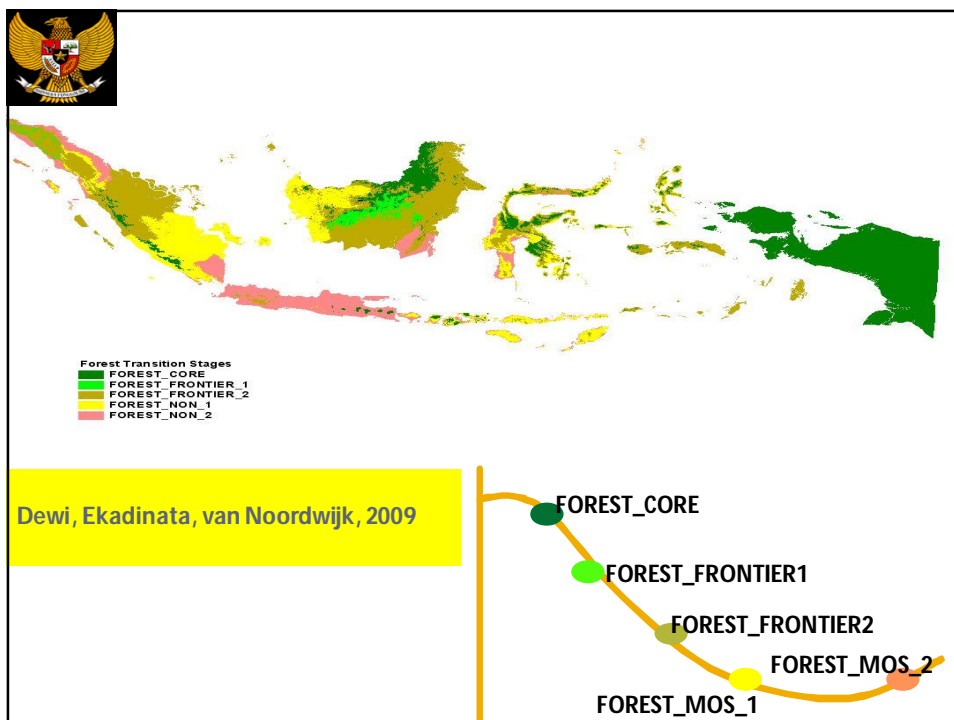 Forest Transition Stages
FOREST_CORE
FOREST_FRONTIER_1
FOREST_FRONTIER_2
FOREST_NON_1
FOREST_NON_2
Dewi, Ekadinata, van Noordwijk, 2009
FOREST_CORE
FOREST_FRONTIER1
FOREST_FRONTIER2
FOREST_MOS_2
FOREST_MOS_1